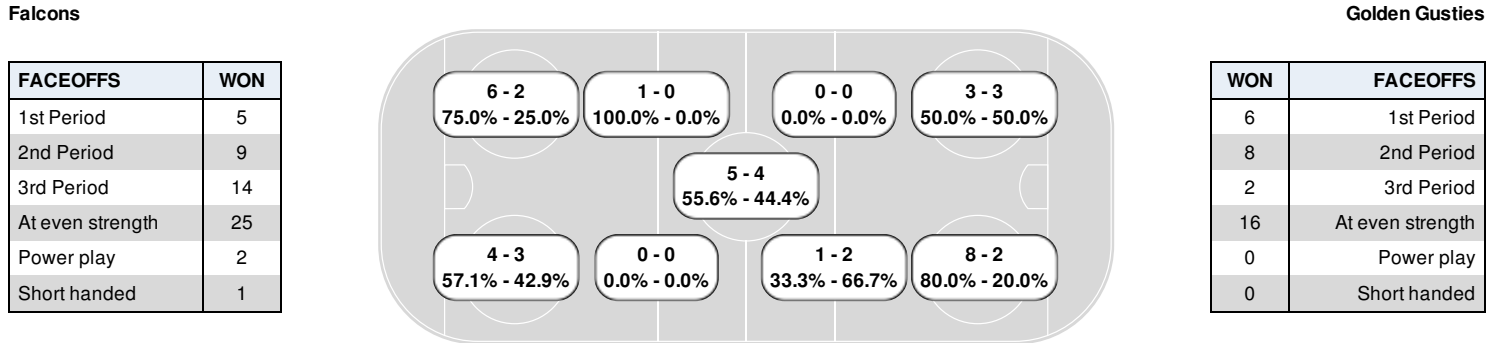 Falcons
Golden Gusties
FACEOFFS WON
1st Period 5
2nd Period 9
3rd Period 14
At even strength 25
Power play 2
Short handed 1
6 - 2
75.0% - 25.0%
1 - 0
100.0% - 0.0%
0 - 0
0.0% - 0.0%
3 - 3
50.0% - 50.0%
5 - 4
55.6% - 44.4%
4 - 3
57.1% - 42.9%
0 - 0
0.0% - 0.0%
1 - 2
33.3% - 66.7%
8 - 2
80.0% - 20.0%
WON FACEOFFS
6 1st Period
8 2nd Period
2 3rd Period
16 At even strength
0 Power play
0 Short handed